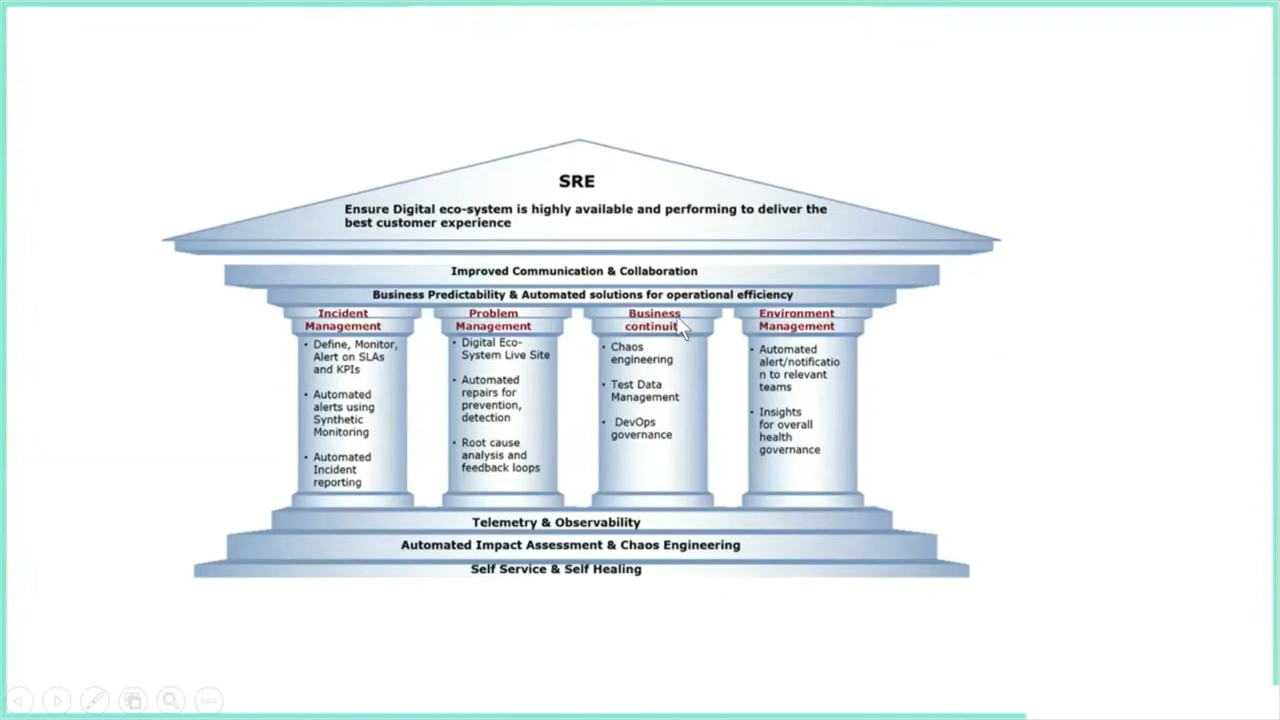 SRE
Ensure Digital eco-system is highly available and performing to deliver the
best customer experience
Improved Communication & Collaboration
Business Predictability & Automated solutions for operational efficiency
Incident
Management
• Define, Monitor,
Alert on SLAs
and KPIs
• Automated
alerts using
Synthetic
Monitoring
• Automated
Incident
reporting
Problem
Management
• Digital Eco-
System Live Site
• Automated
repairs for
prevention,
detection
• Root cause
analysis and
feedback loops
Business
continuit
• Chaos
engineering
• Test Data
Management
• DevOps
governance
Environment
Management
• Automated
alert/notificatio
n to relevant
teams
• Insights
for overall
health
governance
Telemetry & Observability
Automated Impact Assessment & Chaos Engineering
Self Service & Self Healing